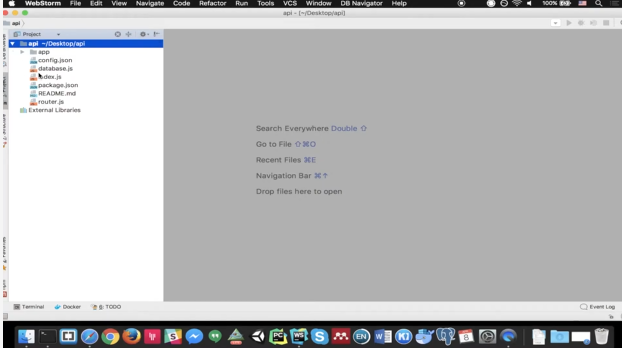 WebStorm File Edit View Navigate Code Refactor Run Tools VCS Window DB Navigator Help 100%
api - [~/Desktop/api]
api
Project
api ~/Desktop/api
app
config.json
database.js
index.js
package.json
README.md
router.js
External Libraries
Search Everywhere Double ⇧
Go to File ⇧⌘O
Recent Files ⌘E
Navigation Bar ⌘↑
Drop files here to open
Terminal Docker 6: TODO Event Log